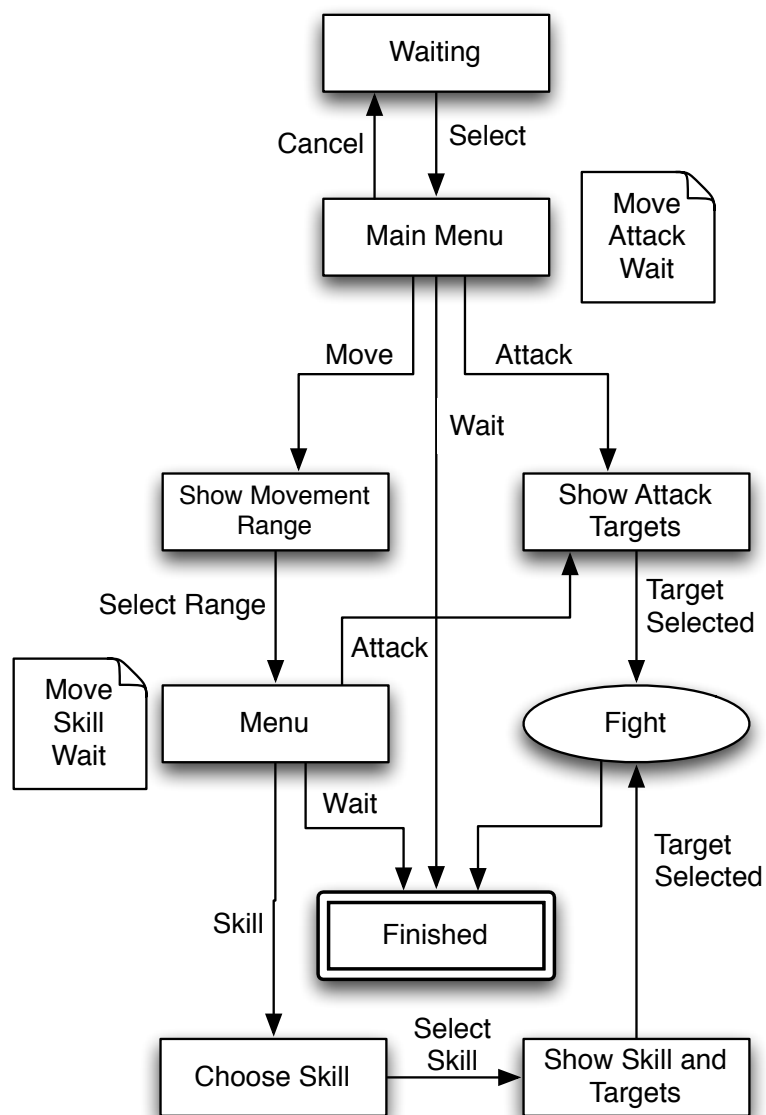 Waiting
Cancel
Select
Main Menu
Move
Attack
Wait
Move
Attack
Wait
Show Movement
Range
Show Attack
Targets
Select Range
Target
Selected
Attack
Move
Skill
Wait
Menu
Fight
Wait
Target
Selected
Skill
Finished
Choose Skill
Select
Skill
Show Skill and
Targets